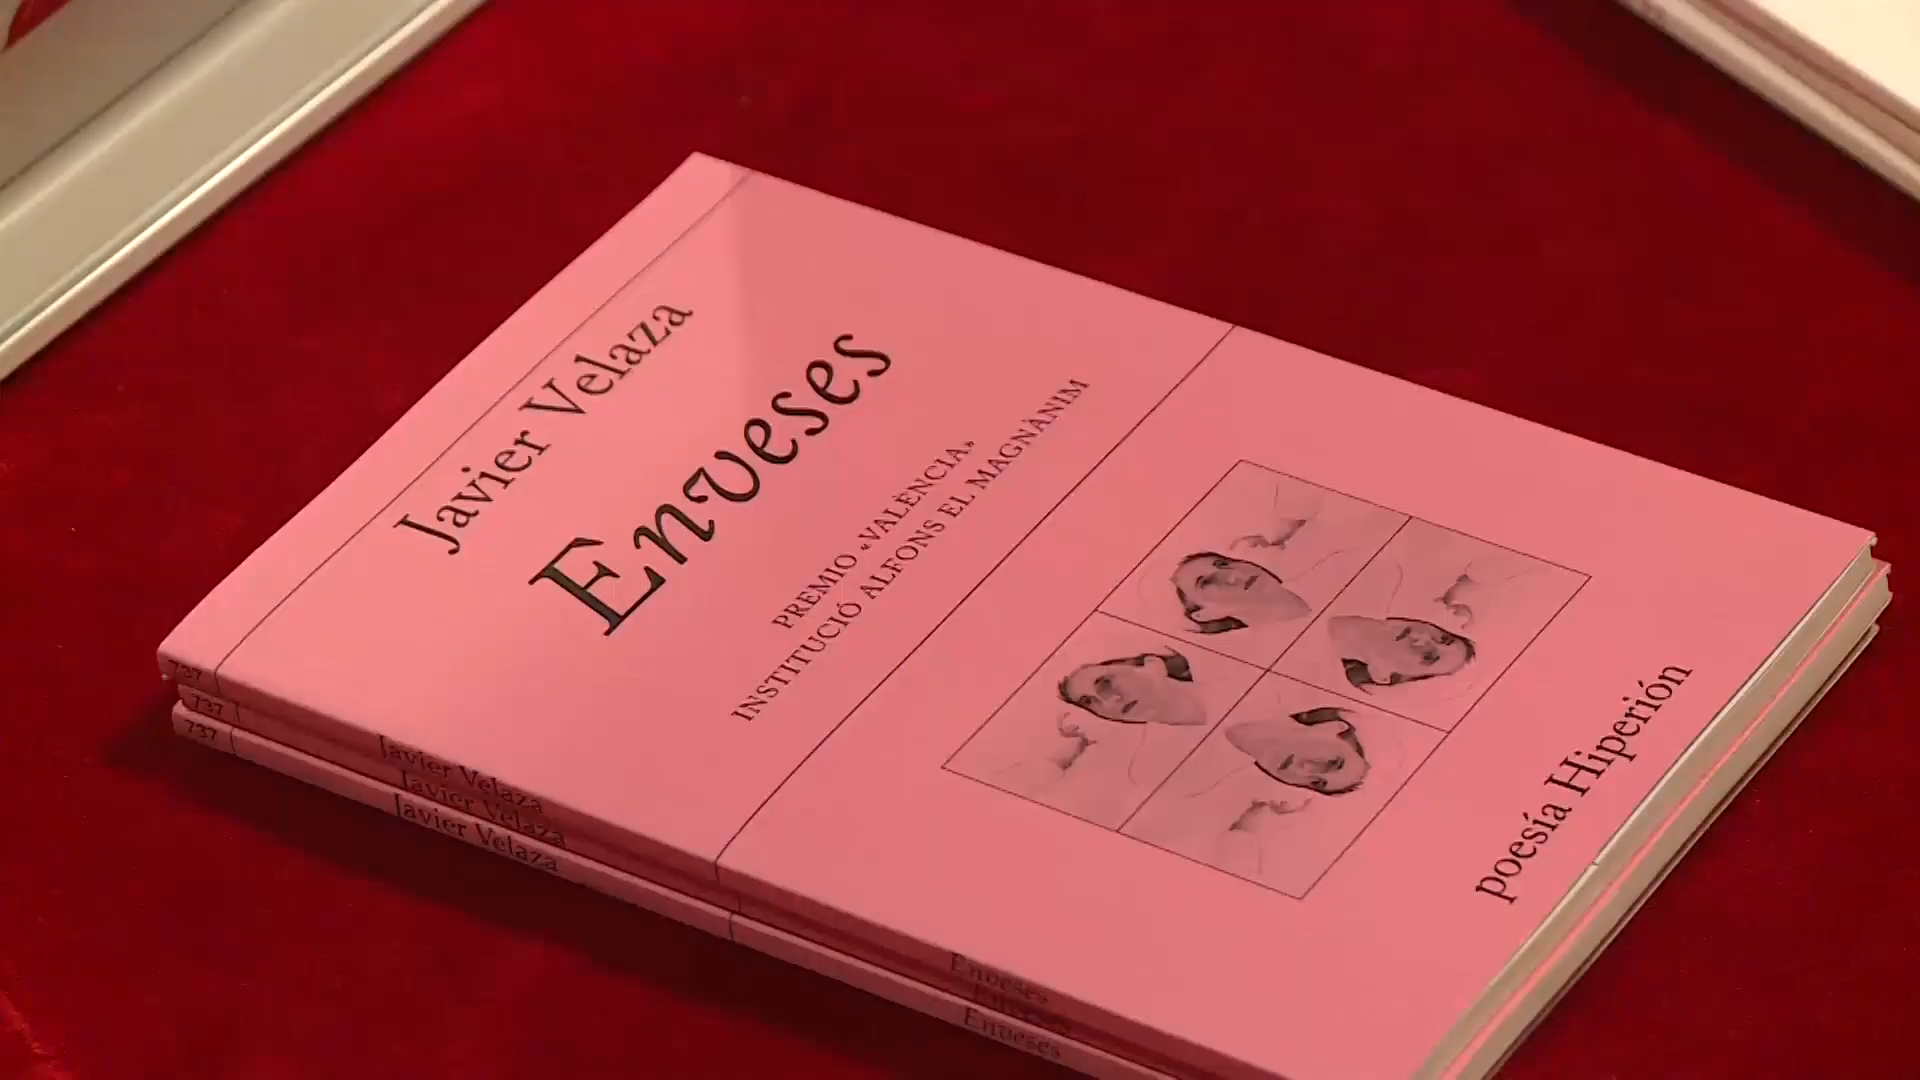 Javier Velaza
Enveses
PREMIO «VALÈNCIA»
INSTITUCIÓ ALFONS EL MAGNÀNIM
poesía Hiperión
737
737
737
Javier Velaza
Javier Velaza
Javier Velaza
Enveses
Enveses